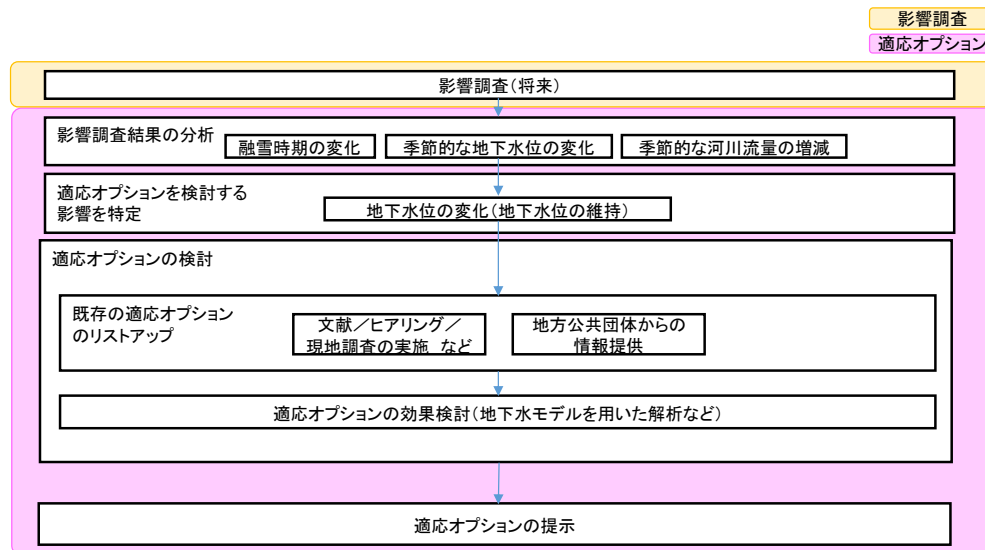 影響調査
適応オプション
影響調査(将来)
影響調査結果の分析
融雪時期の変化
季節的な地下水位の変化
季節的な河川流量の増減
適応オプションを検討する
影響を特定
地下水位の変化(地下水位の維持)
適応オプションの検討
既存の適応オプション
のリストアップ
文献/ヒアリング/
現地調査の実施 など
地方公共団体からの
情報提供
適応オプションの効果検討(地下水モデルを用いた解析など)
適応オプションの提示